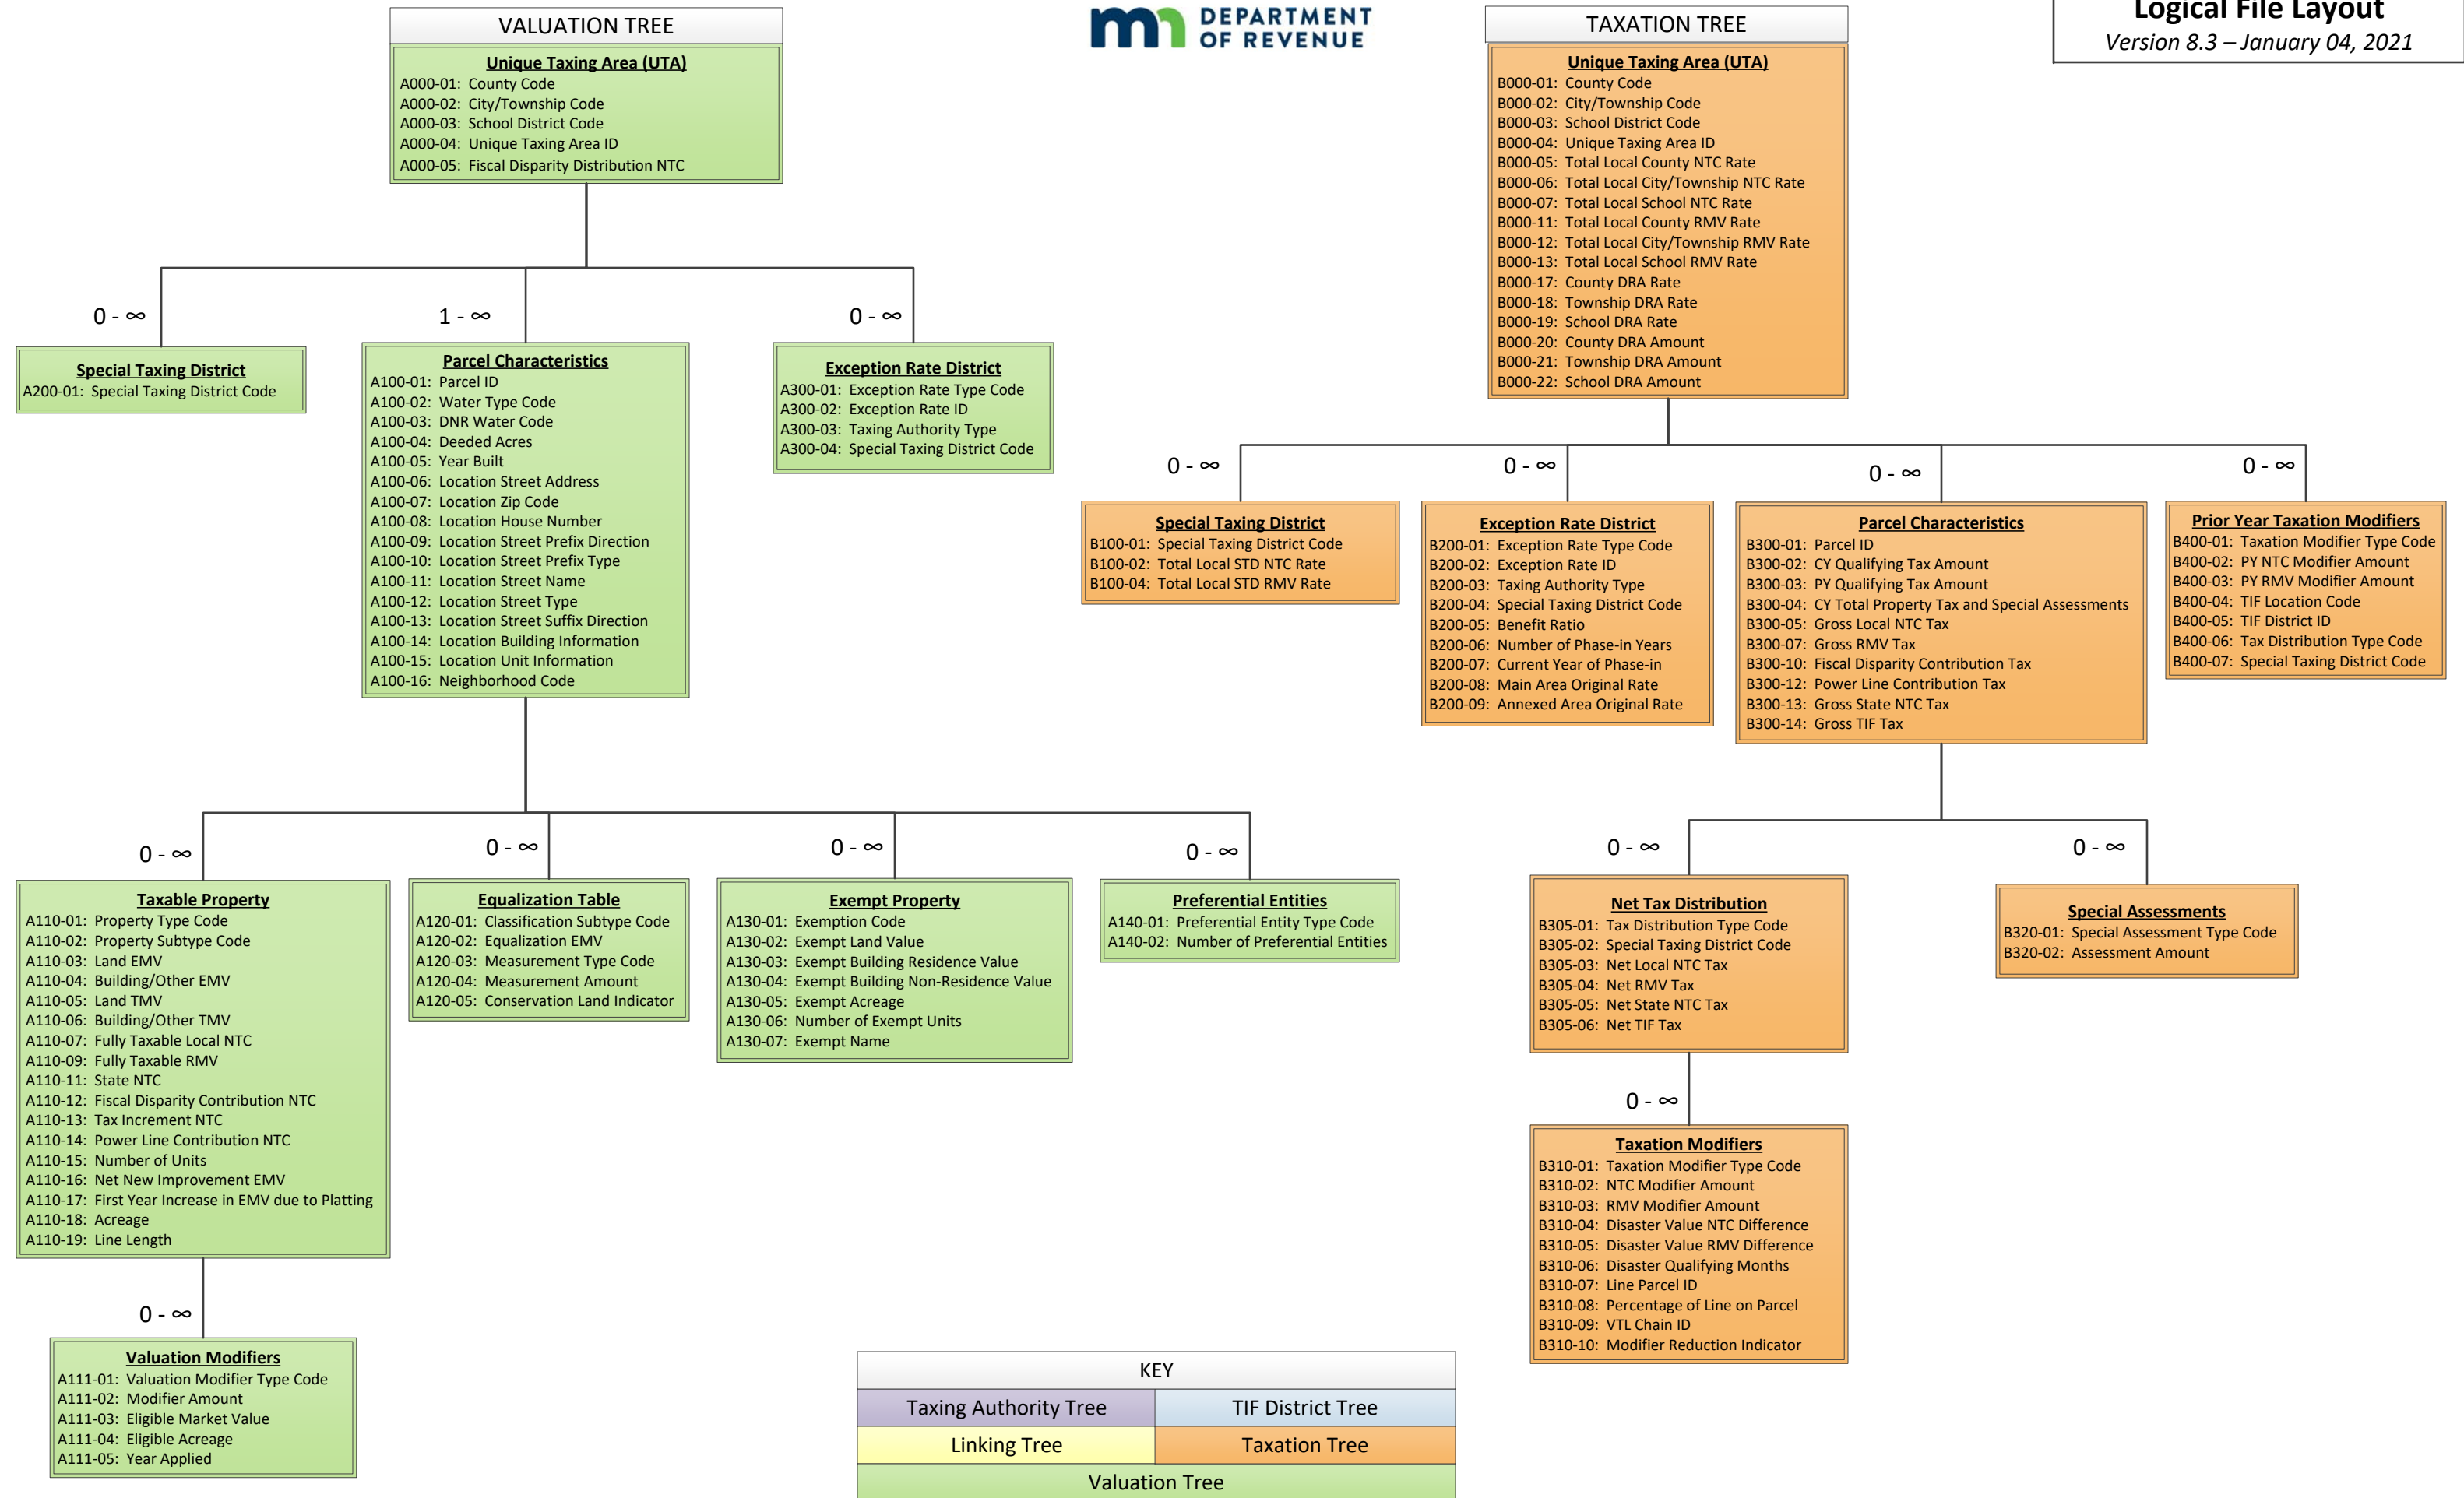 VALUATION TREE
Unique Taxing Area (UTA)
A000-01: County Code
A000-02: City/Township Code
A000-03: School District Code
A000-04: Unique Taxing Area ID
A000-05: Fiscal Disparity Distribution NTC
mn DEPARTMENT
OF REVENUE
TAXATION TREE
Unique Taxing Area (UTA)
B000-01: County Code
B000-02: City/Township Code
B000-03: School District Code
B000-04: Unique Taxing Area ID
B000-05: Total Local County NTC Rate
B000-06: Total Local City/Township NTC Rate
B000-07: Total Local School NTC Rate
B000-11: Total Local County RMV Rate
B000-12: Total Local City/Township RMV Rate
B000-13: Total Local School RMV Rate
B000-17: County DRA Rate
B000-18: Township DRA Rate
B000-19: School DRA Rate
B000-20: County DRA Amount
B000-21: Township DRA Amount
B000-22: School DRA Amount
Logical File Layout
Version 8.3 – January 04, 2021
0 - ∞
1 - ∞
0 - ∞
Special Taxing District
A200-01: Special Taxing District Code
Parcel Characteristics
A100-01: Parcel ID
A100-02: Water Type Code
A100-03: DNR Water Code
A100-04: Deeded Acres
A100-05: Year Built
A100-06: Location Street Address
A100-07: Location Zip Code
A100-08: Location House Number
A100-09: Location Street Prefix Direction
A100-10: Location Street Prefix Type
A100-11: Location Street Name
A100-12: Location Street Type
A100-13: Location Street Suffix Direction
A100-14: Location Building Information
A100-15: Location Unit Information
A100-16: Neighborhood Code
Exception Rate District
A300-01: Exception Rate Type Code
A300-02: Exception Rate ID
A300-03: Taxing Authority Type
A300-04: Special Taxing District Code
0 - ∞
0 - ∞
0 - ∞
0 - ∞
Special Taxing District
B100-01: Special Taxing District Code
B100-02: Total Local STD NTC Rate
B100-04: Total Local STD RMV Rate
Exception Rate District
B200-01: Exception Rate Type Code
B200-02: Exception Rate ID
B200-03: Taxing Authority Type
B200-04: Special Taxing District Code
B200-05: Benefit Ratio
B200-06: Number of Phase-in Years
B200-07: Current Year of Phase-in
B200-08: Main Area Original Rate
B200-09: Annexed Area Original Rate
Parcel Characteristics
B300-01: Parcel ID
B300-02: CY Qualifying Tax Amount
B300-03: PY Qualifying Tax Amount
B300-04: CY Total Property Tax and Special Assessments
B300-05: Gross Local NTC Tax
B300-07: Gross RMV Tax
B300-10: Fiscal Disparity Contribution Tax
B300-12: Power Line Contribution Tax
B300-13: Gross State NTC Tax
B300-14: Gross TIF Tax
Prior Year Taxation Modifiers
B400-01: Taxation Modifier Type Code
B400-02: PY NTC Modifier Amount
B400-03: PY RMV Modifier Amount
B400-04: TIF Location Code
B400-05: TIF District ID
B400-06: Tax Distribution Type Code
B400-07: Special Taxing District Code
0 - ∞
0 - ∞
0 - ∞
0 - ∞
Taxable Property
A110-01: Property Type Code
A110-02: Property Subtype Code
A110-03: Land EMV
A110-04: Building/Other EMV
A110-05: Land TMV
A110-06: Building/Other TMV
A110-07: Fully Taxable Local NTC
A110-09: Fully Taxable RMV
A110-11: State NTC
A110-12: Fiscal Disparity Contribution NTC
A110-13: Tax Increment NTC
A110-14: Power Line Contribution NTC
A110-15: Number of Units
A110-16: Net New Improvement EMV
A110-17: First Year Increase in EMV due to Platting
A110-18: Acreage
A110-19: Line Length
Equalization Table
A120-01: Classification Subtype Code
A120-02: Equalization EMV
A120-03: Measurement Type Code
A120-04: Measurement Amount
A120-05: Conservation Land Indicator
Exempt Property
A130-01: Exemption Code
A130-02: Exempt Land Value
A130-03: Exempt Building Residence Value
A130-04: Exempt Building Non-Residence Value
A130-05: Exempt Acreage
A130-06: Number of Exempt Units
A130-07: Exempt Name
Preferential Entities
A140-01: Preferential Entity Type Code
A140-02: Number of Preferential Entities
0 - ∞
0 - ∞
Net Tax Distribution
B305-01: Tax Distribution Type Code
B305-02: Special Taxing District Code
B305-03: Net Local NTC Tax
B305-04: Net RMV Tax
B305-05: Net State NTC Tax
B305-06: Net TIF Tax
Special Assessments
B320-01: Special Assessment Type Code
B320-02: Assessment Amount
0 - ∞
Taxation Modifiers
B310-01: Taxation Modifier Type Code
B310-02: NTC Modifier Amount
B310-03: RMV Modifier Amount
B310-04: Disaster Value NTC Difference
B310-05: Disaster Value RMV Difference
B310-06: Disaster Qualifying Months
B310-07: Line Parcel ID
B310-08: Percentage of Line on Parcel
B310-09: VTL Chain ID
B310-10: Modifier Reduction Indicator
0 - ∞
Valuation Modifiers
A111-01: Valuation Modifier Type Code
A111-02: Modifier Amount
A111-03: Eligible Market Value
A111-04: Eligible Acreage
A111-05: Year Applied
KEY
Taxing Authority Tree
TIF District Tree
Linking Tree
Taxation Tree
Valuation Tree